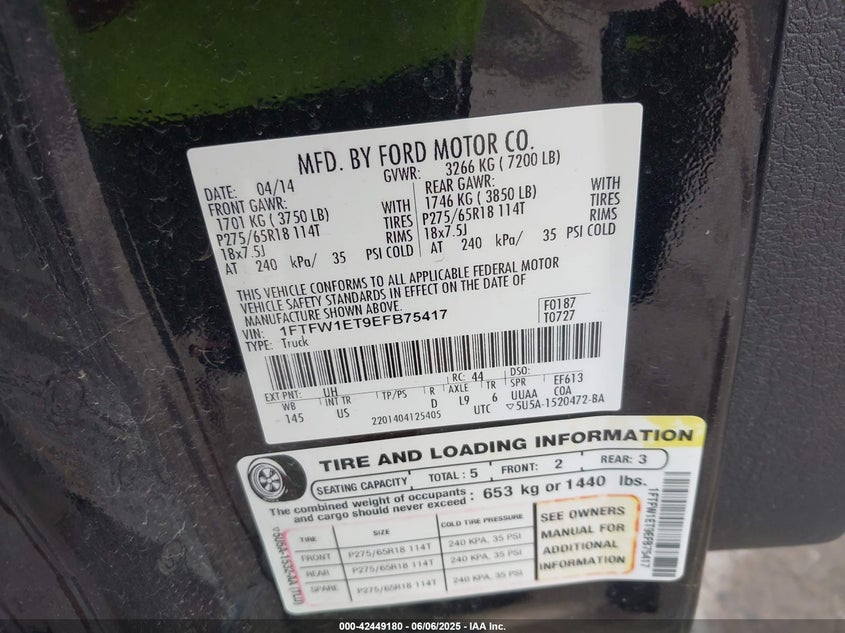 MFD. BY FORD MOTOR CO.
DATE: 04/14 GVWR: 3266 KG ( 7200 LB)
FRONT GAWR: REAR GAWR:
1701 KG ( 3750 LB) WITH 1746 KG ( 3850 LB) WITH
P275/65R18 114T TIRES P275/65R18 114T TIRES
18x7.5J RIMS 18x7.5J RIMS
AT 240 kPa/ 35 PSI COLD AT 240 kPa/ 35 PSI COLD
THIS VEHICLE CONFORMS TO ALL APPLICABLE FEDERAL MOTOR
VEHICLE SAFETY STANDARDS IN EFFECT ON THE DATE OF
MANUFACTURE SHOWN ABOVE.
VIN: 1FTFW1ET9EFB75417 F0187
TYPE: Truck T0727
EXT PNT: UH RC: 44 DSO:
WB INT TR TP/PS R AXLE TR SPR EF613
145 US D L9 6 UUAA COA
2201404125405 UTC ▽5U5A-1520472-BA
TIRE AND LOADING INFORMATION
SEATING CAPACITY TOTAL : 5 FRONT: 2 REAR: 3
The combined weight of occupants
and cargo should never exceed : 653 kg or 1440 lbs.
TIRE SIZE COLD TIRE PRESSURE
FRONT P275/65R18 114T 240 KPA, 35 PSI
REAR P275/65R18 114T 240 KPA, 35 PSI
SPARE P275/65R18 114T 240 KPA, 35 PSI
SEE OWNERS
MANUAL FOR
ADDITIONAL
INFORMATION
1FTFW1ET9EFB75417
000-42449180 - 06/06/2025 - IAA Inc.